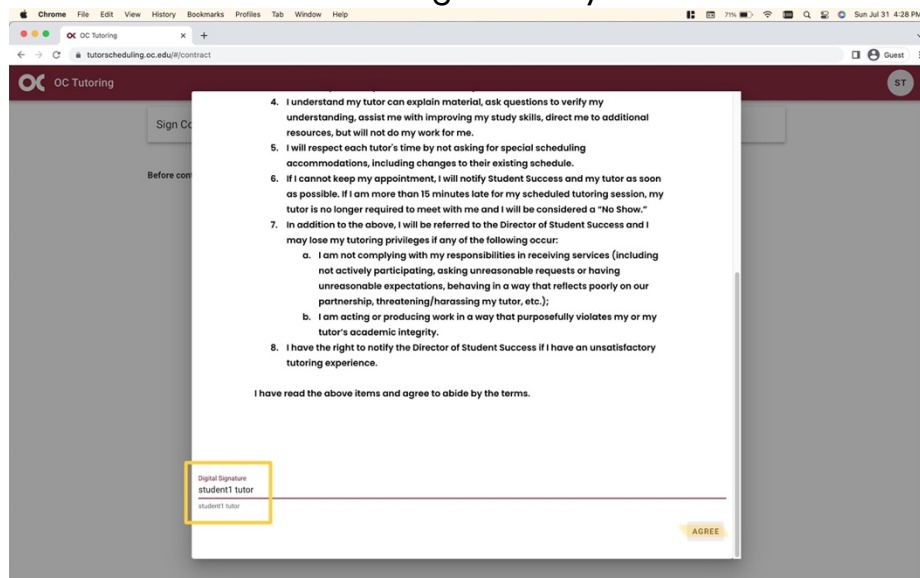 Chrome File Edit View History Bookmarks Profiles Tab Window Help 71% Sun Jul 31 4:28 PM
OC Tutoring
tutorscheduling.oc.edu/#/contract Guest
OC Tutoring ST
Sign Co
Before con
4. I understand my tutor can explain material, ask questions to verify my
understanding, assist me with improving my study skills, direct me to additional
resources, but will not do my work for me.
5. I will respect each tutor's time by not asking for special scheduling
accommodations, including changes to their existing schedule.
6. If I cannot keep my appointment, I will notify Student Success and my tutor as soon
as possible. If I am more than 15 minutes late for my scheduled tutoring session, my
tutor is no longer required to meet with me and I will be considered a “No Show.”
7. In addition to the above, I will be referred to the Director of Student Success and I
may lose my tutoring privileges if any of the following occur:
a. I am not complying with my responsibilities in receiving services (including
not actively participating, asking unreasonable requests or having
unreasonable expectations, behaving in a way that reflects poorly on our
partnership, threatening/harassing my tutor, etc.);
b. I am acting or producing work in a way that purposefully violates my or my
tutor's academic integrity.
8. I have the right to notify the Director of Student Success if I have an unsatisfactory
tutoring experience.
I have read the above items and agree to abide by the terms.
Digital Signature
student1 tutor
student1 tutor
AGREE